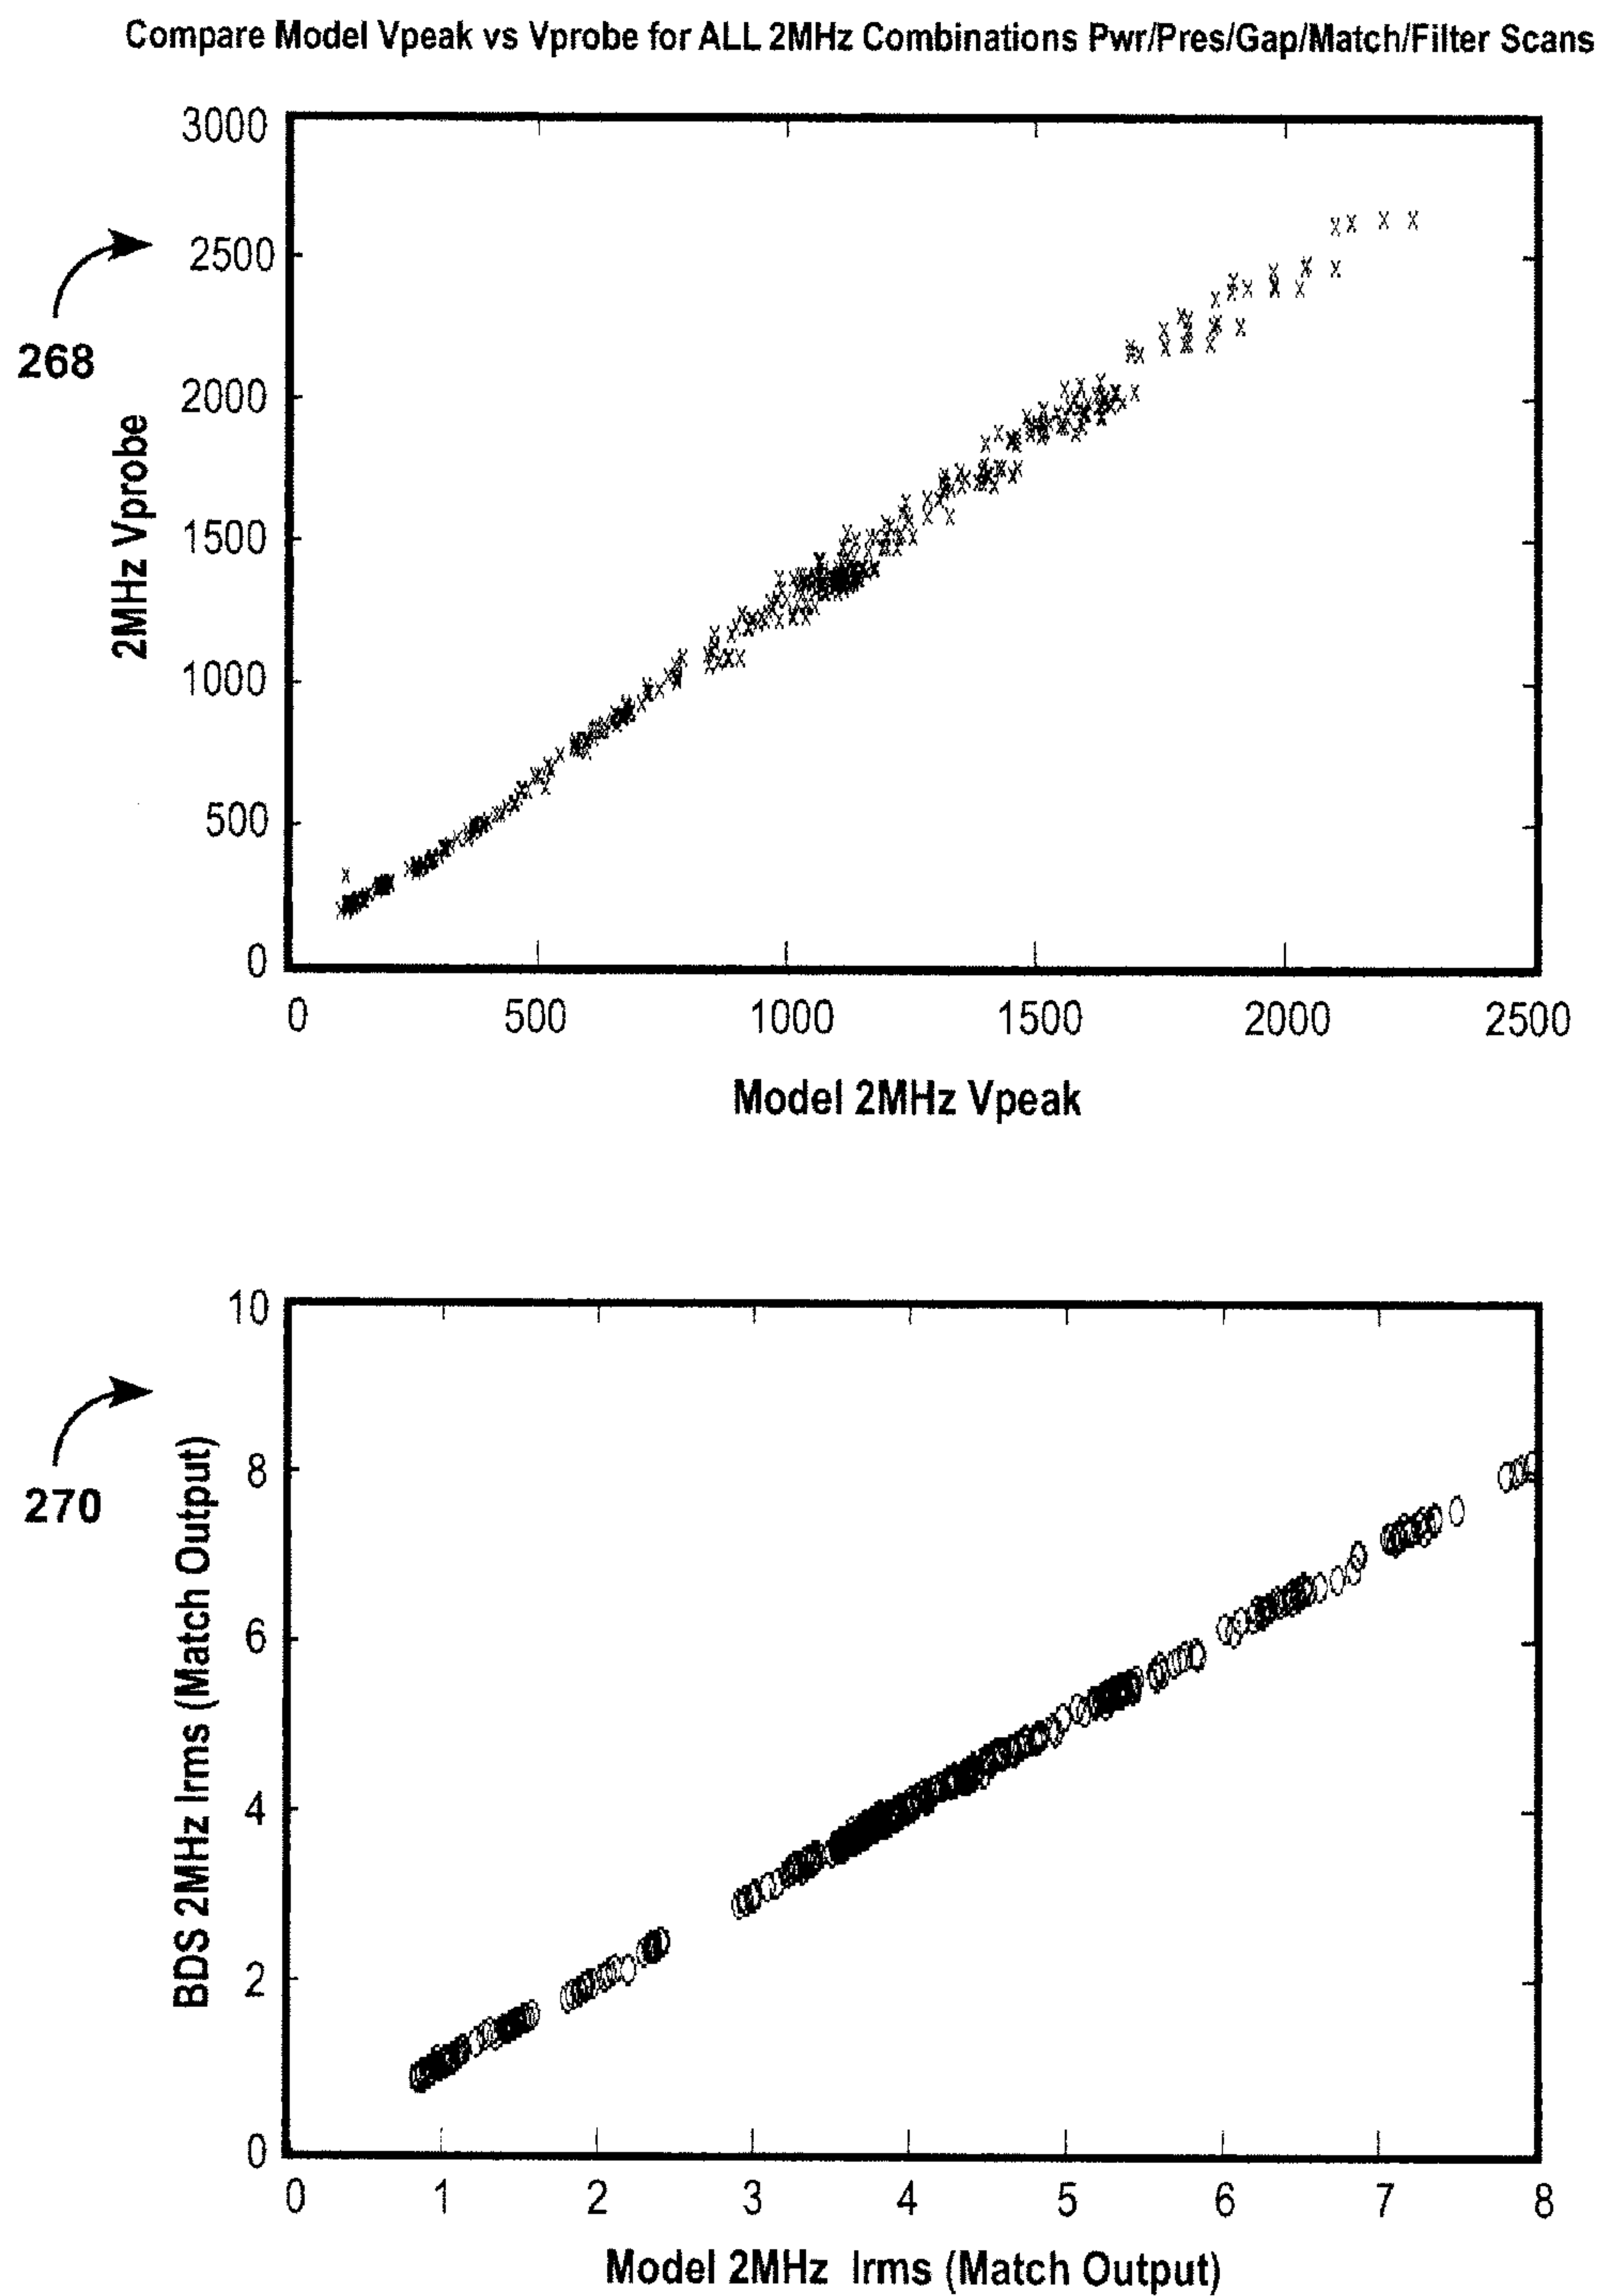 Compare Model Vpeak vs Vprobe for ALL 2MHz Combinations Pwr/Pres/Gap/Match/Filter Scans
268
2MHz Vprobe
3000
2500
2000
1500
1000
500
0
0 500 1000 1500 2000 2500
Model 2MHz Vpeak
270
BDS 2MHz Irms (Match Output)
10
8
6
4
2
0
0 1 2 3 4 5 6 7 8
Model 2MHz Irms (Match Output)